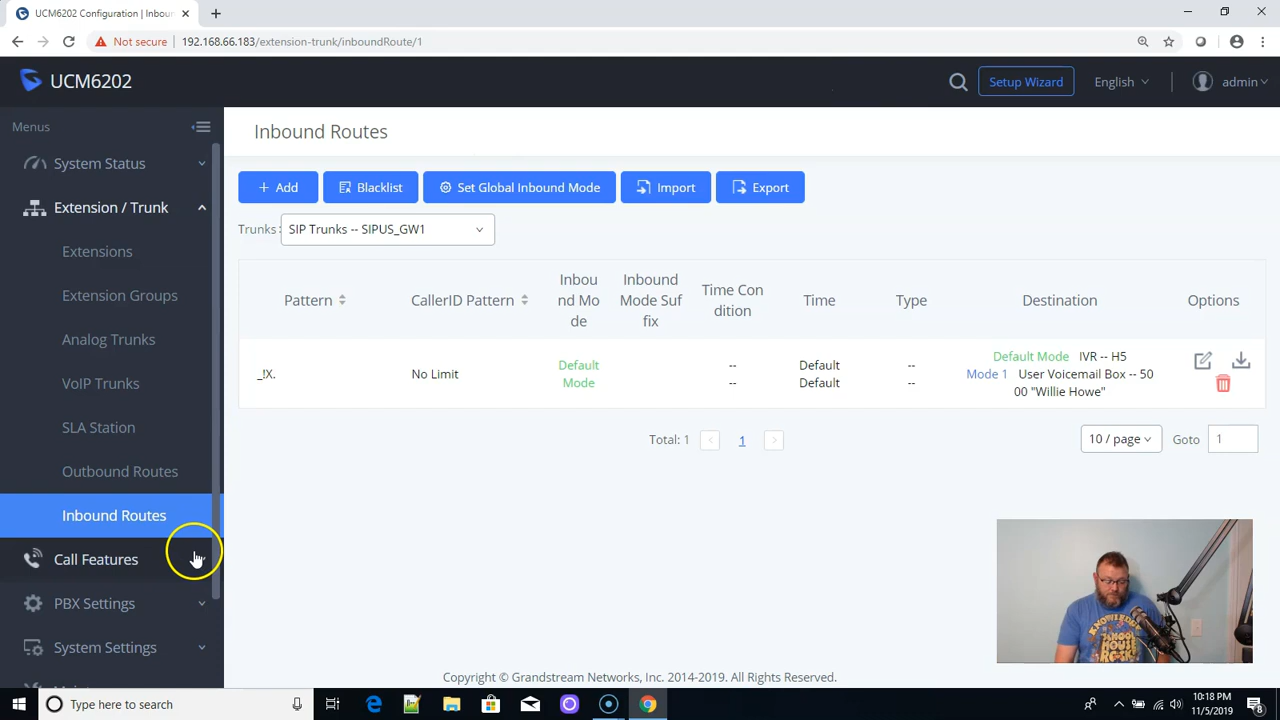 UCM6202 Configuration | Inbou
Not secure
192.168.66.183/extension-trunk/inboundRoute/1
UCM6202
Setup Wizard
English
admin
Menus
System Status
Extension / Trunk
Extensions
Extension Groups
Analog Trunks
VoIP Trunks
SLA Station
Outbound Routes
Inbound Routes
Call Features
PBX Settings
System Settings
Inbound Routes
+ Add
Blacklist
Set Global Inbound Mode
Import
Export
Trunks:
SIP Trunks -- SIPUS_GW1
Pattern
CallerID Pattern
Inbou
nd Mo
de
Inbound
Mode Suf
fix
Time Con
dition
Time
Type
Destination
Options
_!X.
No Limit
Default
Mode
--
--
Default
Default
--
--
Default Mode IVR -- H5
Mode 1 User Voicemail Box -- 50
00 "Willie Howe"
Total: 1
<
1
>
10 / page
Goto
1
KNOWLEDGE
Copyright © Grandstream Networks, Inc. 2014-2019. All Rights Reserved.
Type here to search
10:18 PM
11/5/2019
8